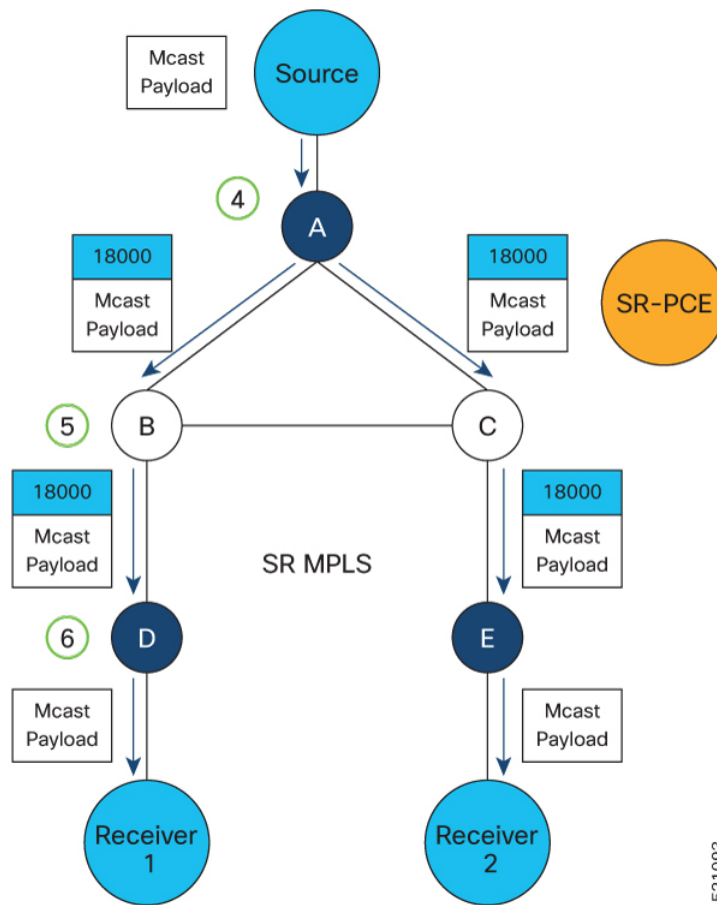 Mcast
Payload
Source
4
A
18000
Mcast
Payload
18000
Mcast
Payload
SR-PCE
5
B
C
18000
Mcast
Payload
SR MPLS
18000
Mcast
Payload
6
D
E
Mcast
Payload
Mcast
Payload
Receiver
1
Receiver
2